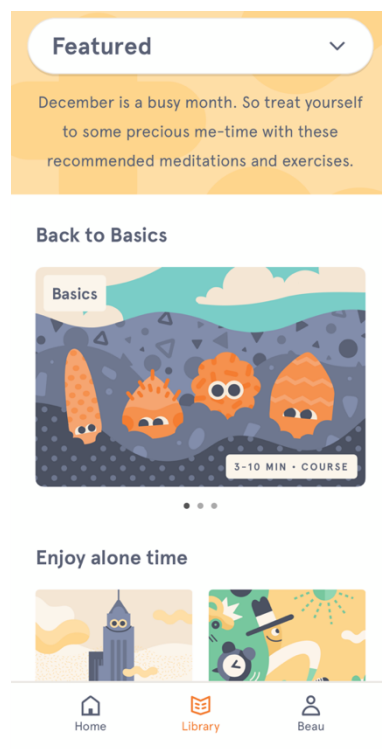 Featured
December is a busy month. So treat yourself
to some precious me-time with these
recommended meditations and exercises.
Back to Basics
Basics
3-10 MIN • COURSE
Enjoy alone time
Home
Library
Beau